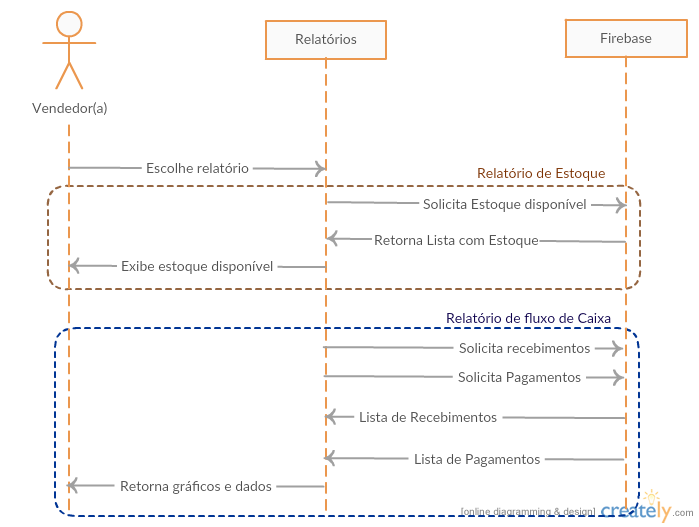 Relatórios
Firebase
Vendedor(a)
Escolhe relatório
Relatório de Estoque
Solicita Estoque disponível
Retorna Lista com Estoque
Exibe estoque disponível
Relatório de fluxo de Caixa
Solicita recebimentos
Solicita Pagamentos
Lista de Recebimentos
Lista de Pagamentos
Retorna gráficos e dados
[online diagramming & design] creately.com